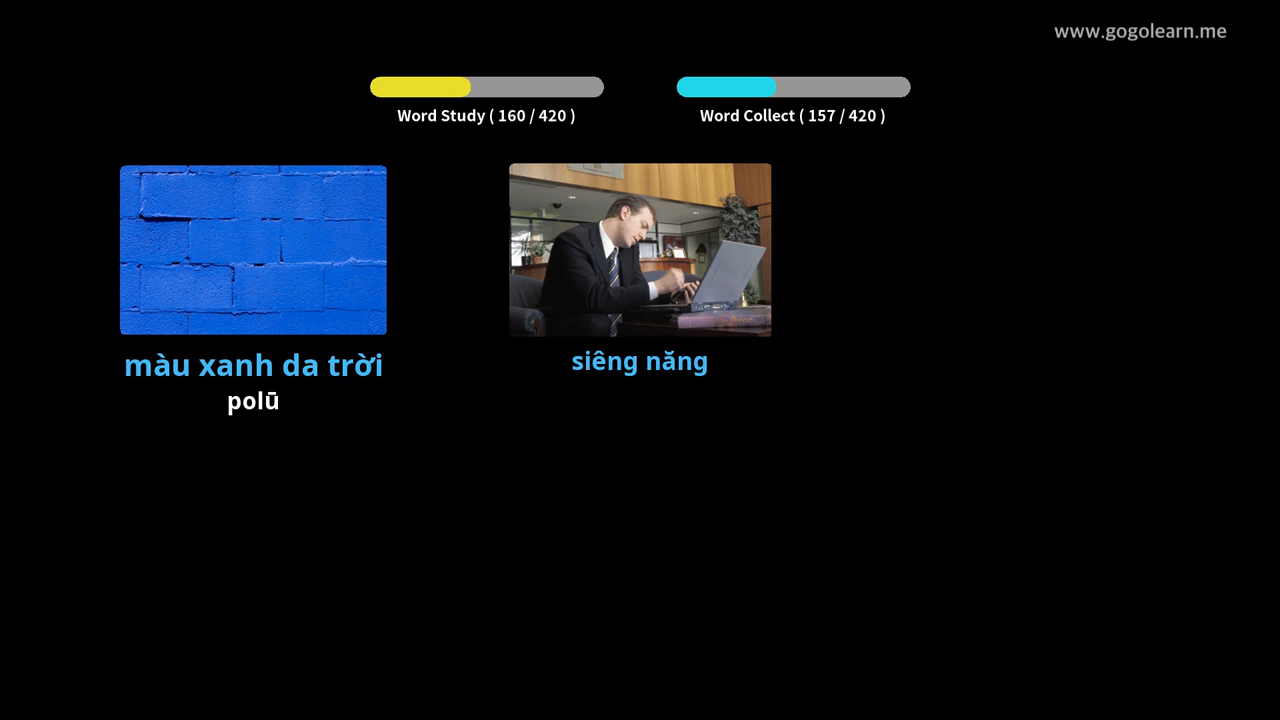 www.gogolearn.me
Word Study ( 160 / 420 )
Word Collect ( 157 / 420 )
màu xanh da trời
polū
siêng năng